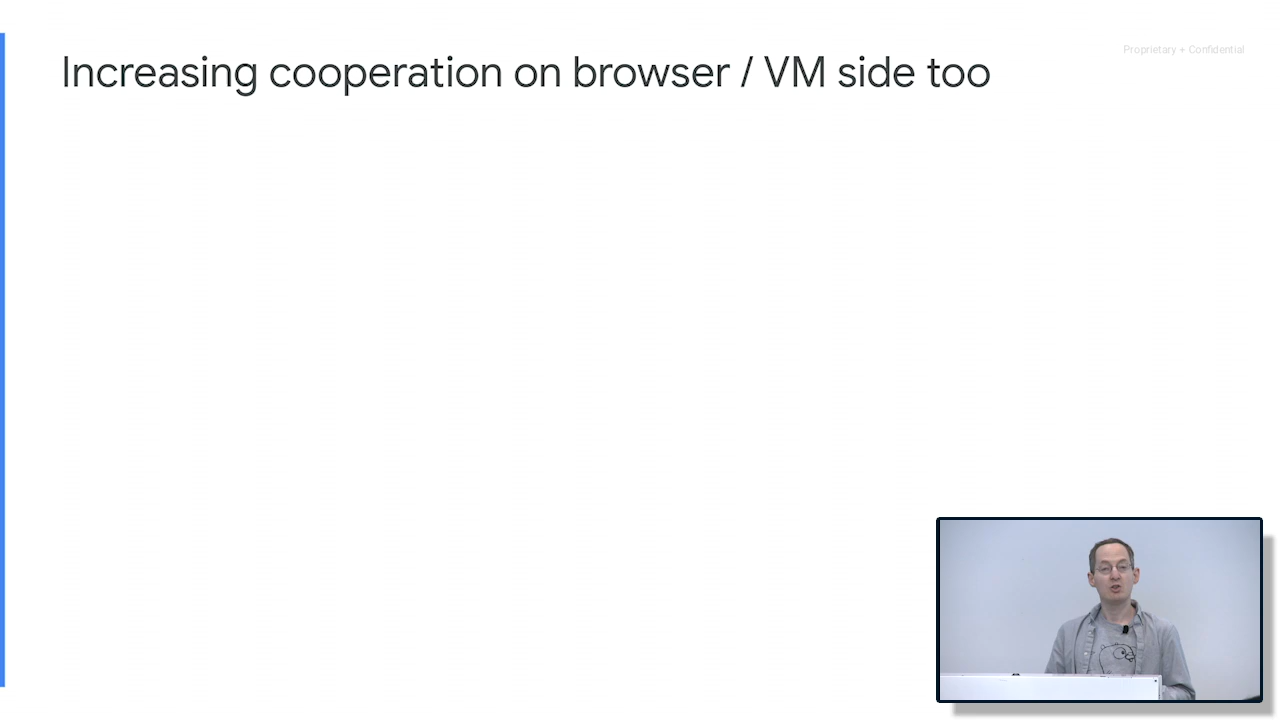 Proprietary + Confidential
Increasing cooperation on browser / VM side too